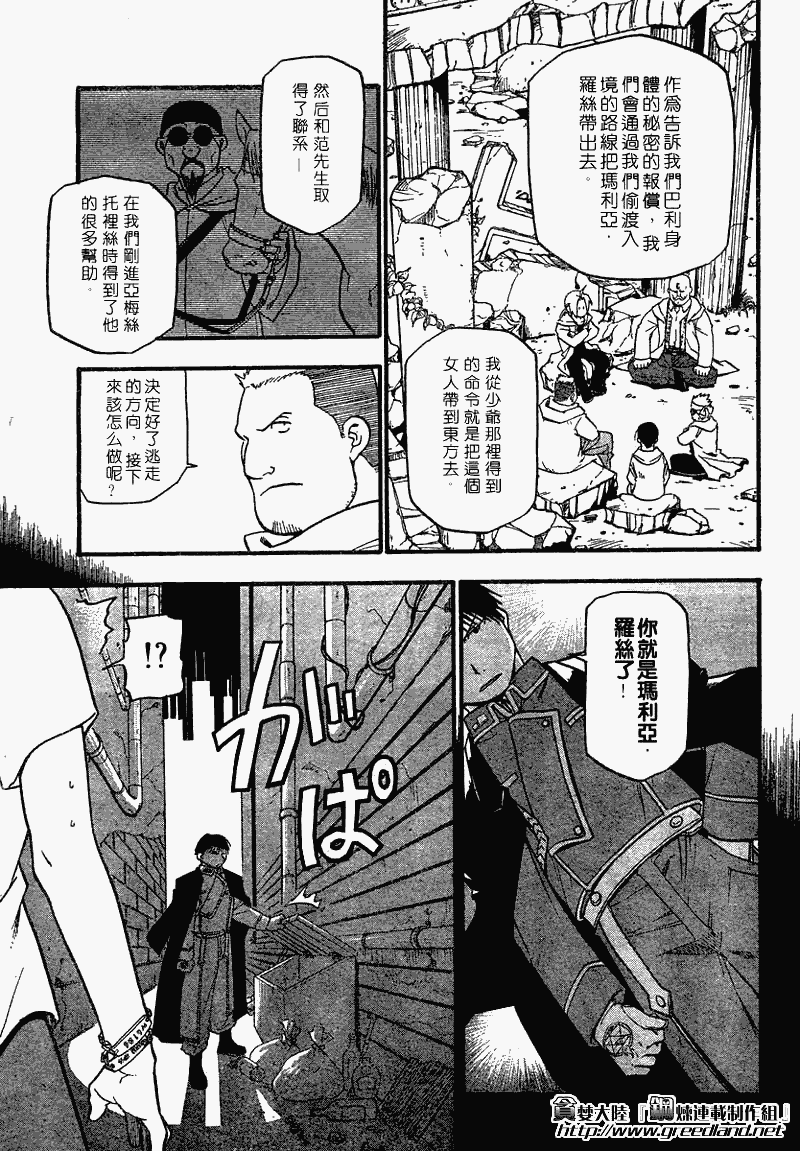 作為告訴我們巴利身
體的秘密的報償，我
們會通過我們偷渡入
境的路線把瑪利亞．
羅絲帶出去。
我從少爺那裡得到
的命令就是把這個
女人帶到東方去。
然后和范先生取
得了聯系—
在我們剛進亞梅絲
托裡絲時得到了他
的很多幫助。
決定好了逃走
的方向，接下
來該怎么做呢？
你就是瑪利亞．
羅絲了！
!?
がぱ
貪婪大陸『鋼煉連載制作組』
http://www.greedland.net